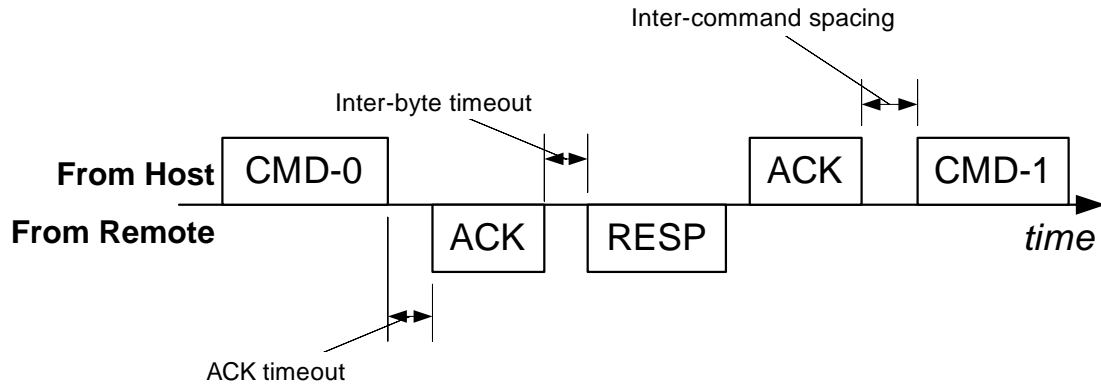 Inter-command spacing
Inter-byte timeout
From Host
CMD-0
ACK
CMD-1
From Remote
ACK
RESP
time
ACK timeout